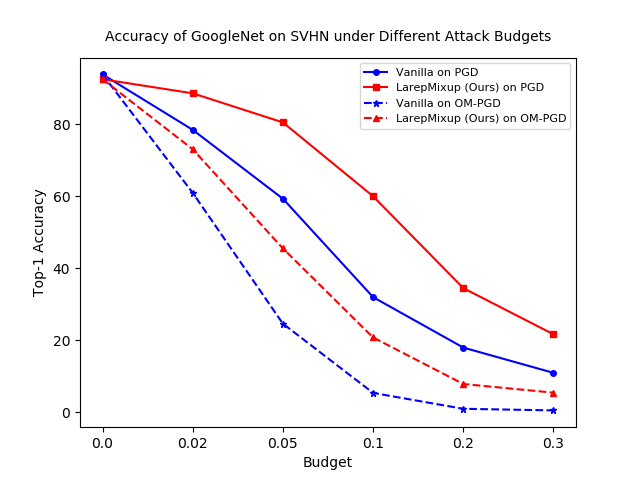 Accuracy of GoogleNet on SVHN under Different Attack Budgets
Vanilla on PGD
LarepMixup (Ours) on PGD
Vanilla on OM-PGD
LarepMixup (Ours) on OM-PGD
Top-1 Accuracy
80
60
40
20
0
0.0 0.02 0.05 0.1 0.2 0.3
Budget